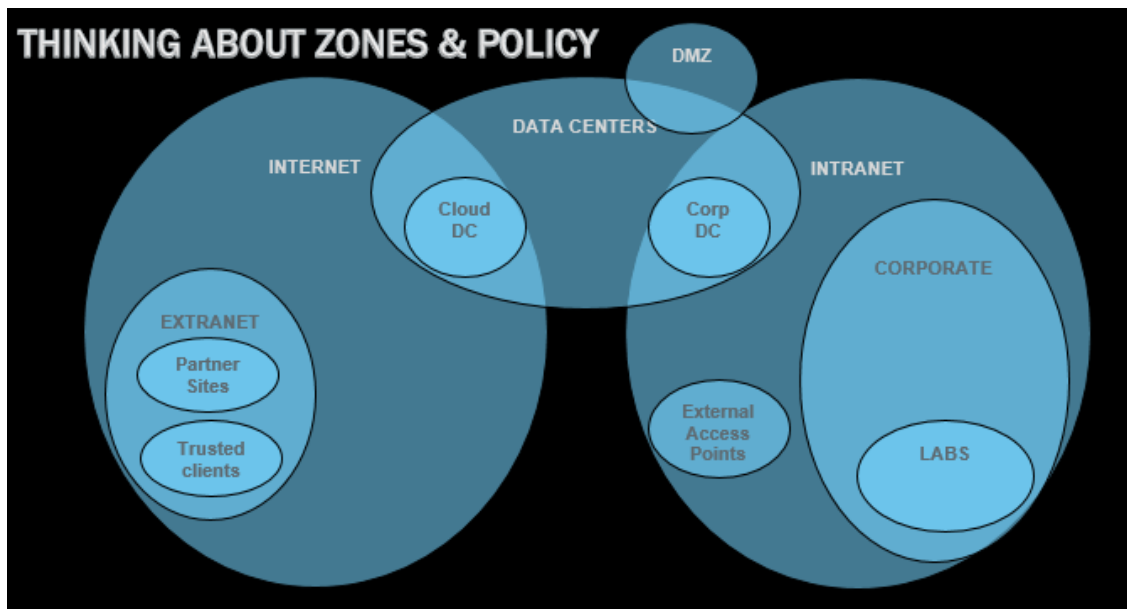 THINKING ABOUT ZONES & POLICY
DMZ
DATA CENTERS
INTERNET
INTRANET
Cloud
DC
Corp
DC
CORPORATE
EXTRANET
Partner
Sites
Trusted
clients
External
Access
Points
LABS